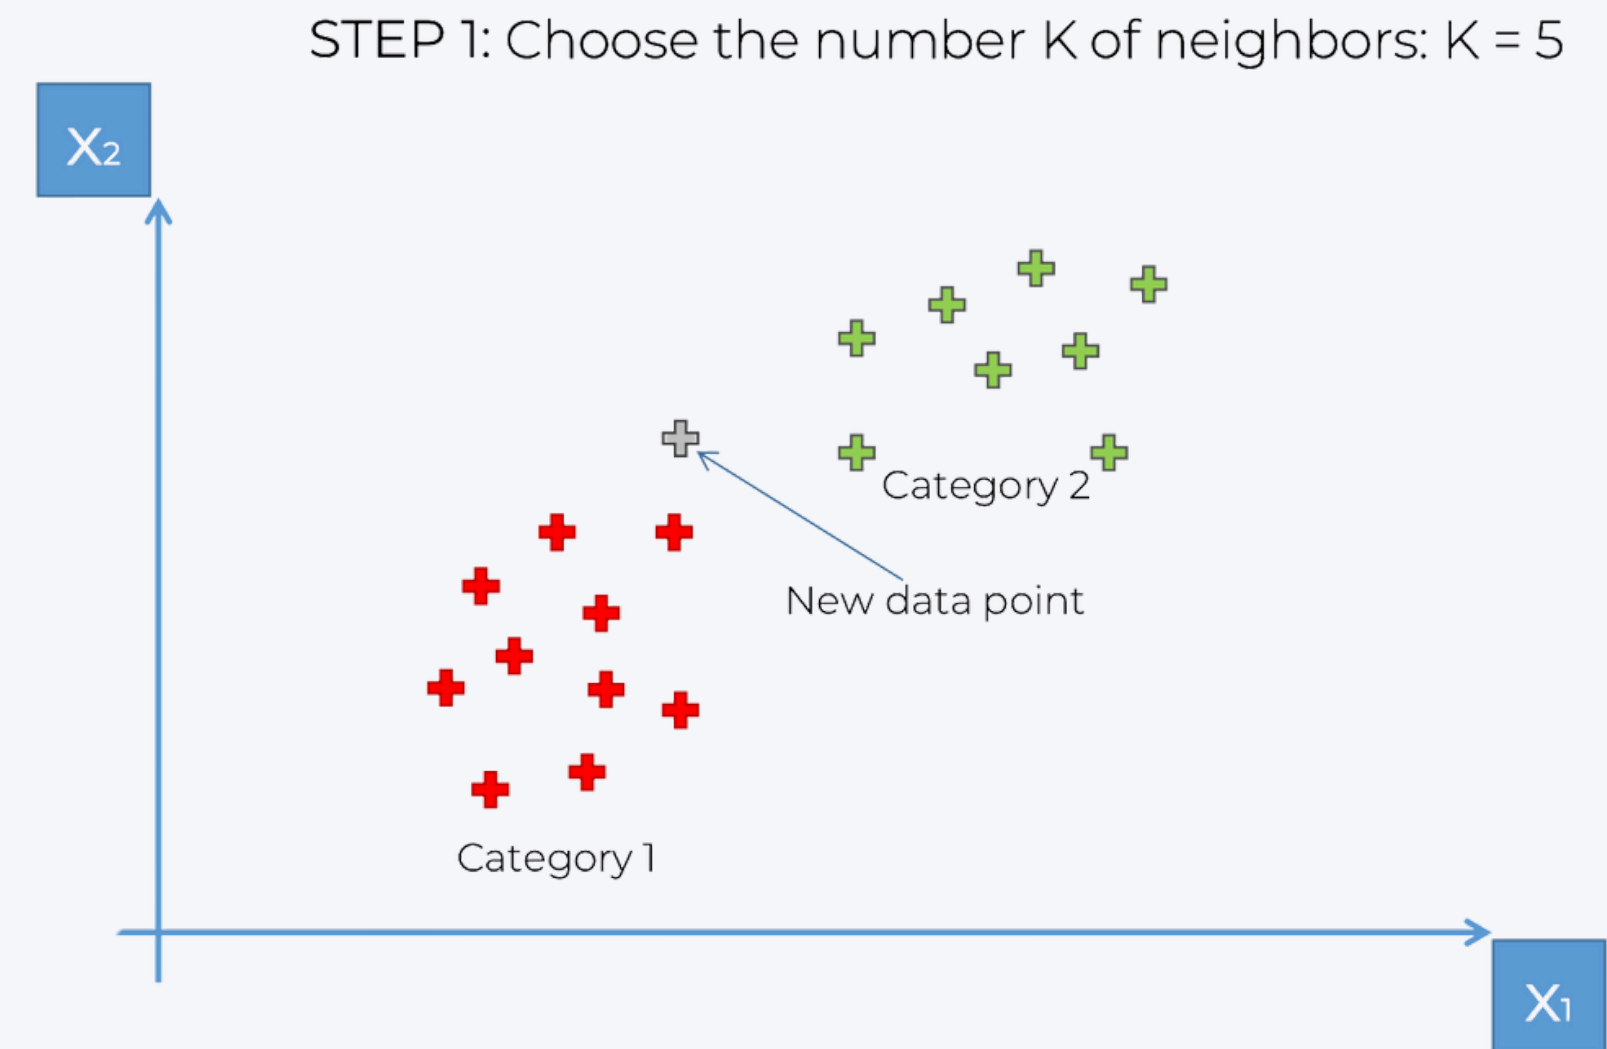 STEP 1: Choose the number K of neighbors: K = 5
X₂
Category 2
New data point
Category 1
X₁